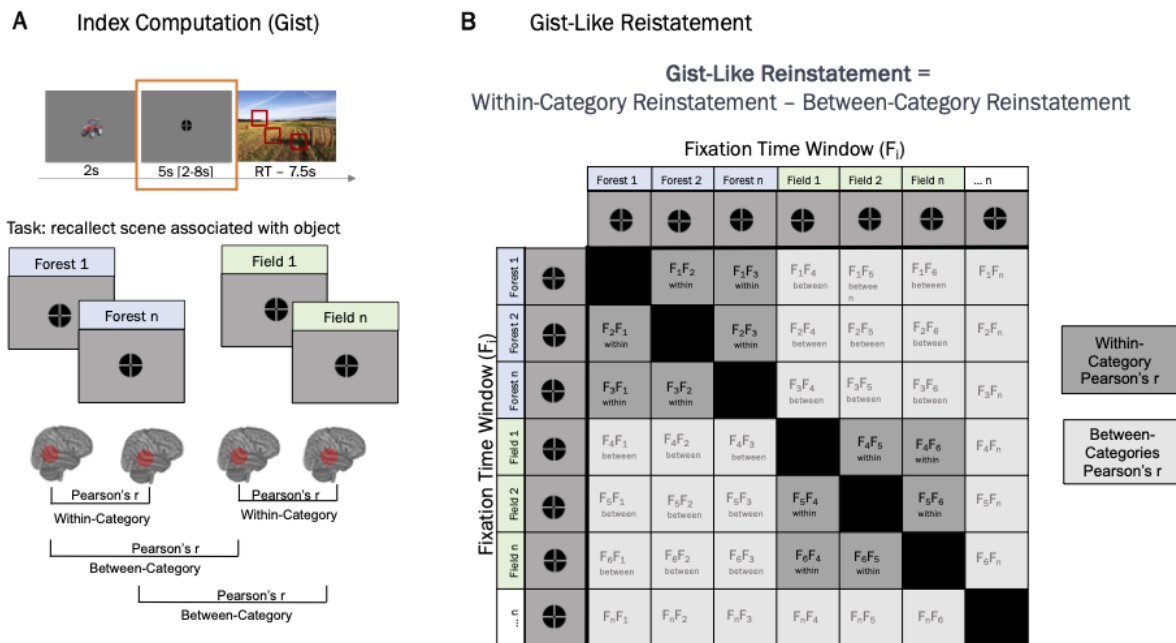 A
Index Computation (Gist)
2s
5s [2-8s]
RT – 7.5s
Task: recallect scene associated with object
Forest 1
Forest n
Field 1
Field n
Pearson's r
Within-Category
Pearson's r
Within-Category
Pearson's r
Between-Category
Pearson's r
Between-Category
B
Gist-Like Reistatement
Gist-Like Reinstatement =
Within-Category Reinstatement – Between-Category Reinstatement
Fixation Time Window (Fi)
Forest 1 Forest 2 Forest n Field 1 Field 2 Field n ... n
Fixation Time Window (Fi)
Forest 1
F1F2 F1F3 F1F4 F1F5 F1F6 F1Fn
within within between betwee between
n
Forest 2
F2F1 F2F3 F2F4 F2F5 F2F6 F2Fn
within within between between between
Forest n
F3F1 F3F2 F3F4 F3F5 F3F6 F3Fn
within within between between between
Field 1
F4F1 F4F2 F4F3 F4F5 F4F6 F4Fn
between between between within within
Field 2
F5F1 F5F2 F5F3 F5F4 F5F6 F5Fn
between between between within within
Field n
F6F1 F6F2 F6F3 F6F4 F6F5 F6Fn
between between between within within
... n
FnF1 FnF2 FnF3 FnF4 FnF5 FnF6
Within-
Category
Pearson's r
Between-
Categories
Pearson's r